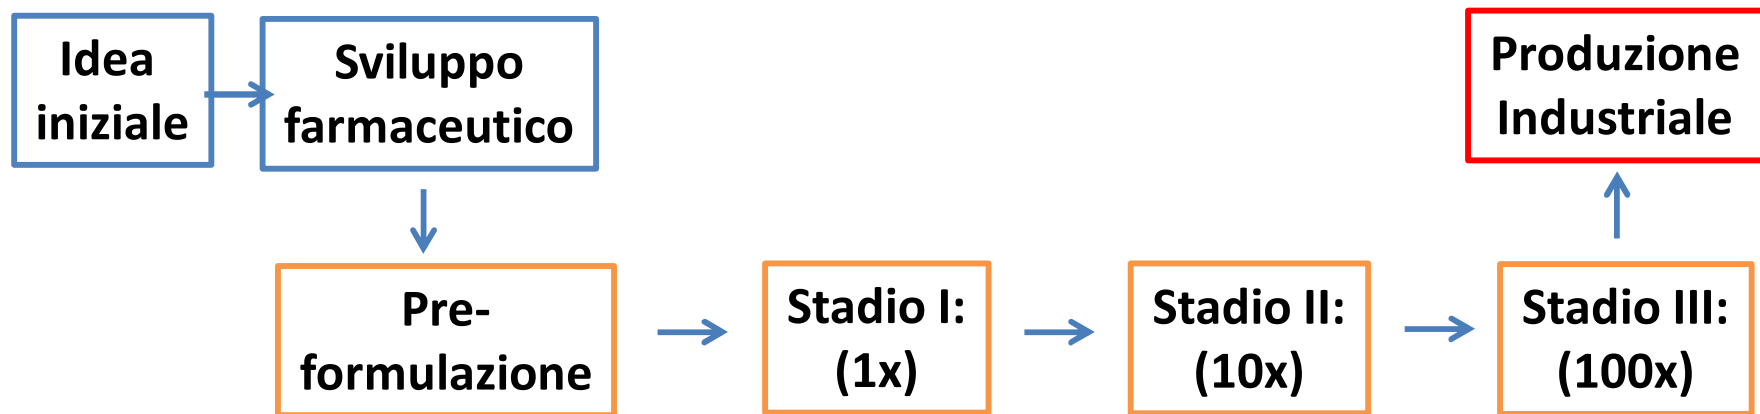 Idea
iniziale
Sviluppo
farmaceutico
Pre-
formulazione
Stadio I:
(1x)
Stadio II:
(10x)
Stadio III:
(100x)
Produzione
Industriale